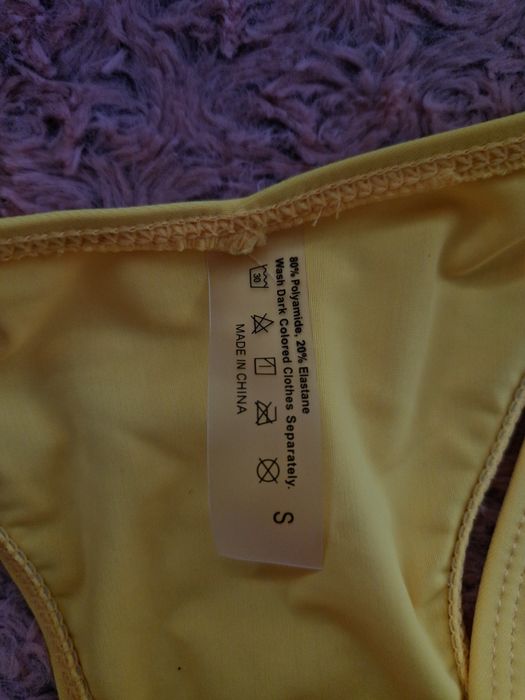 80% Polyamide, 20% Elastane
Wash Dark Colored Clothes Separately.
30
MADE IN CHINA
S